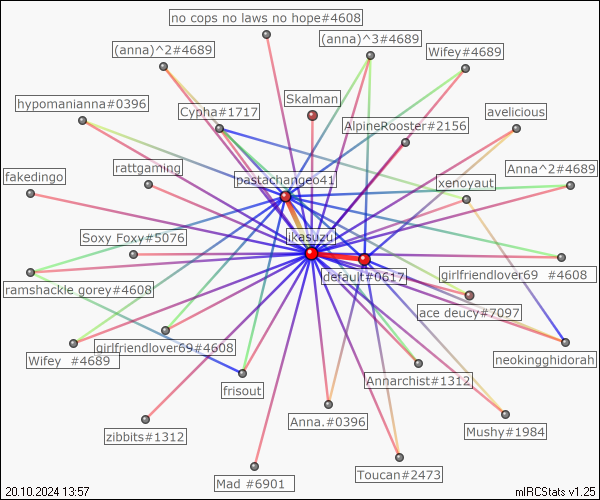 no cops no laws no hope#4608
(anna)^2#4689
(anna)^3#4689
Wifey#4689
hypomanianna#0396
Cypha#1717
Skalman
AlpineRooster#2156
avelicious
fakedingo
rattgaming
pastachangeo41
xenoyaut
Anna^2#4689
Soxy Foxy#5076
ikasuzu
default#0617
girlfriendlover69 #4608
ramshackle gorey#4608
ace deucy#7097
Wifey #4689
girlfriendlover69#4608
frisout
Annarchist#1312
neokingghidorah
zibbits#1312
Anna.#0396
Mushy#1984
Mad #6901
Toucan#2473
20.10.2024 13:57
mIRCStats v1.25